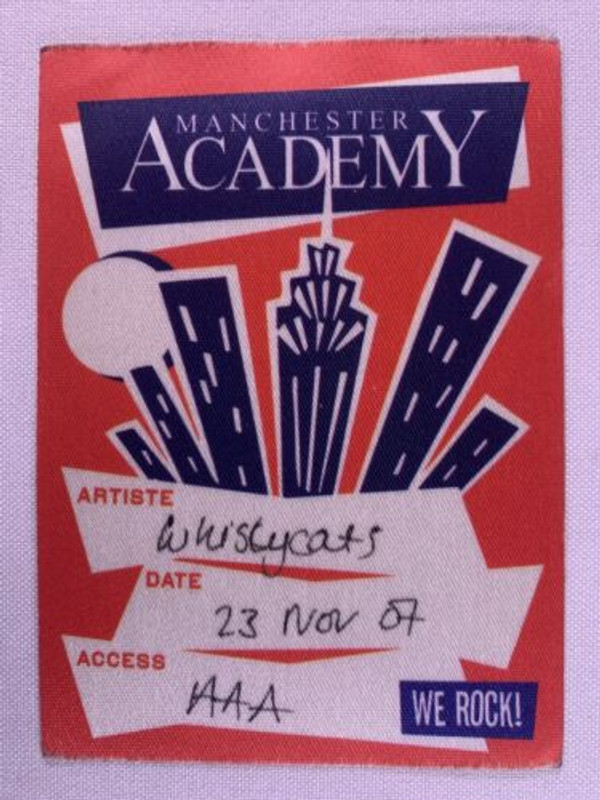 MANCHESTER
ACADEMY
ARTISTE
Whiskycats
DATE
23 NOV 07
ACCESS
AAA
WE ROCK!